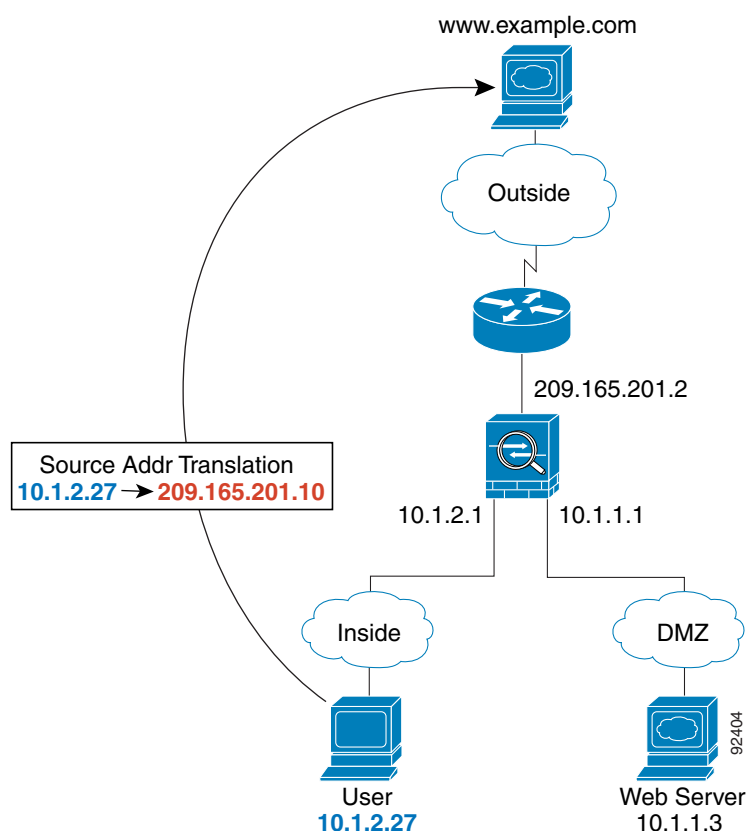 www.example.com
Outside
209.165.201.2
Source Addr Translation
10.1.2.27 209.165.201.10
10.1.2.1
10.1.1.1
Inside
DMZ
92404
User
10.1.2.27
Web Server
10.1.1.3